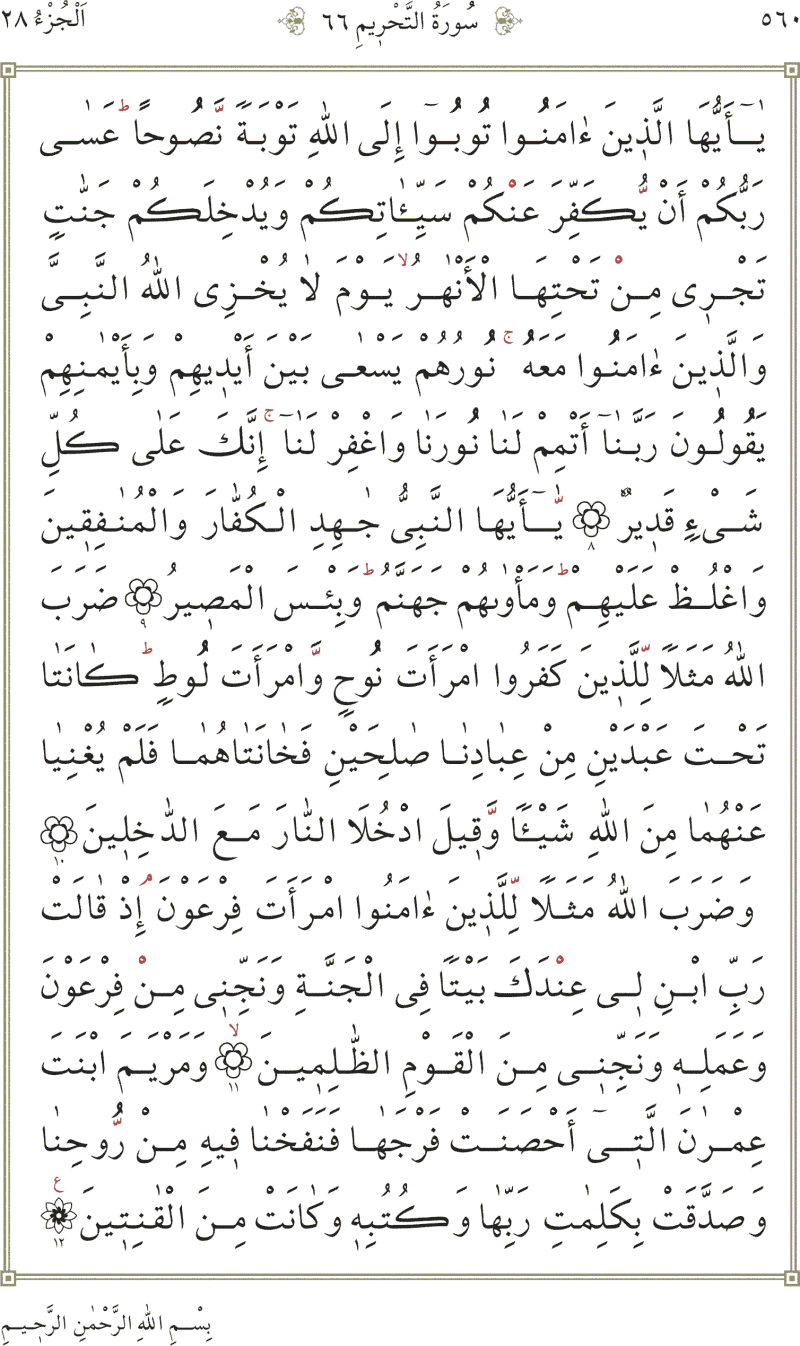 ٥٦٠ سُورَةُ التَّحْرِيمِ ٦٦ اَلْجُزْءُ ٢٨
يَٰٓأَيُّهَا الَّذِينَ ءَامَنُوا تُوبُوٓا إِلَى اللّٰهِ تَوْبَةً نَّصُوحًاۖ عَسٰى
رَبُّكُمْ أَنْ يُّكَفِّرَ عَنْكُمْ سَيِّـَٔاتِكُمْ وَيُدْخِلَكُمْ جَنّٰتٍ
تَجْرِى مِنْ تَحْتِهَا الْأَنْهٰرُ ۙ يَوْمَ لَا يُخْزِى اللّٰهُ النَّبِىَّ
وَالَّذِينَ ءَامَنُوا مَعَهُ ۚ نُورُهُمْ يَسْعٰى بَيْنَ أَيْدِيهِمْ وَبِأَيْمٰنِهِمْ
يَقُولُونَ رَبَّنَآ أَتْمِمْ لَنَا نُورَنَا وَاغْفِرْ لَنَآ ۚ إِنَّكَ عَلٰى كُلِّ
شَىْءٍ قَدِيرٌ ٨ يَّٰٓأَيُّهَا النَّبِىُّ جٰهِدِ الْكُفَّارَ وَالْمُنٰفِقِينَ
وَاغْلُظْ عَلَيْهِمْ ؕ وَمَأْوٰىهُمْ جَهَنَّمُ ؕ وَبِئْسَ الْمَصِيرُ ٩ ضَرَبَ
اللّٰهُ مَثَلًا لِّلَّذِينَ كَفَرُوا امْرَأَتَ نُوحٍ وَّامْرَأَتَ لُوطٍ ؕ كَانَتَا
تَحْتَ عَبْدَيْنِ مِنْ عِبَادِنَا صٰلِحَيْنِ فَخَانَتَاهُمَا فَلَمْ يُغْنِيَا
عَنْهُمَا مِنَ اللّٰهِ شَيْـًٔا وَّقِيلَ ادْخُلَا النَّارَ مَعَ الدّٰخِلِينَ ١٠
وَضَرَبَ اللّٰهُ مَثَلًا لِّلَّذِينَ ءَامَنُوا امْرَأَتَ فِرْعَوْنَ ۘ إِذْ قَالَتْ
رَبِّ ابْنِ لِى عِنْدَكَ بَيْتًا فِى الْجَنَّةِ وَنَجِّنِى مِنْ فِرْعَوْنَ
وَعَمَلِهِ وَنَجِّنِى مِنَ الْقَوْمِ الظّٰلِمِينَ ۙ ١١ وَمَرْيَمَ ابْنَتَ
عِمْرٰنَ الَّتِىٓ أَحْصَنَتْ فَرْجَهَا فَنَفَخْنَا فِيهِ مِنْ رُّوحِنَا
وَصَدَّقَتْ بِكَلِمٰتِ رَبِّهَا وَكُتُبِهِ وَكَانَتْ مِنَ الْقٰنِتِينَ ع ١٢
بِسْمِ اللّٰهِ الرَّحْمٰنِ الرَّحِيمِ